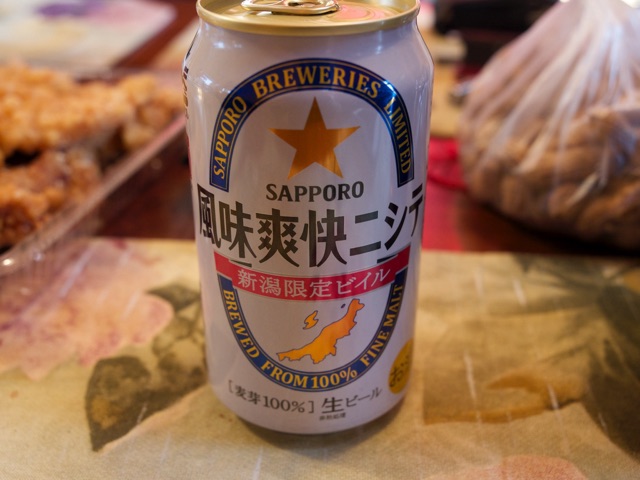 SAPPORO BREWERIES LIMITED
SAPPORO
風味爽快ニシテ
新潟限定ビイル
BREWED FROM 100% FINE MALT
[麦芽100%] 生ビール